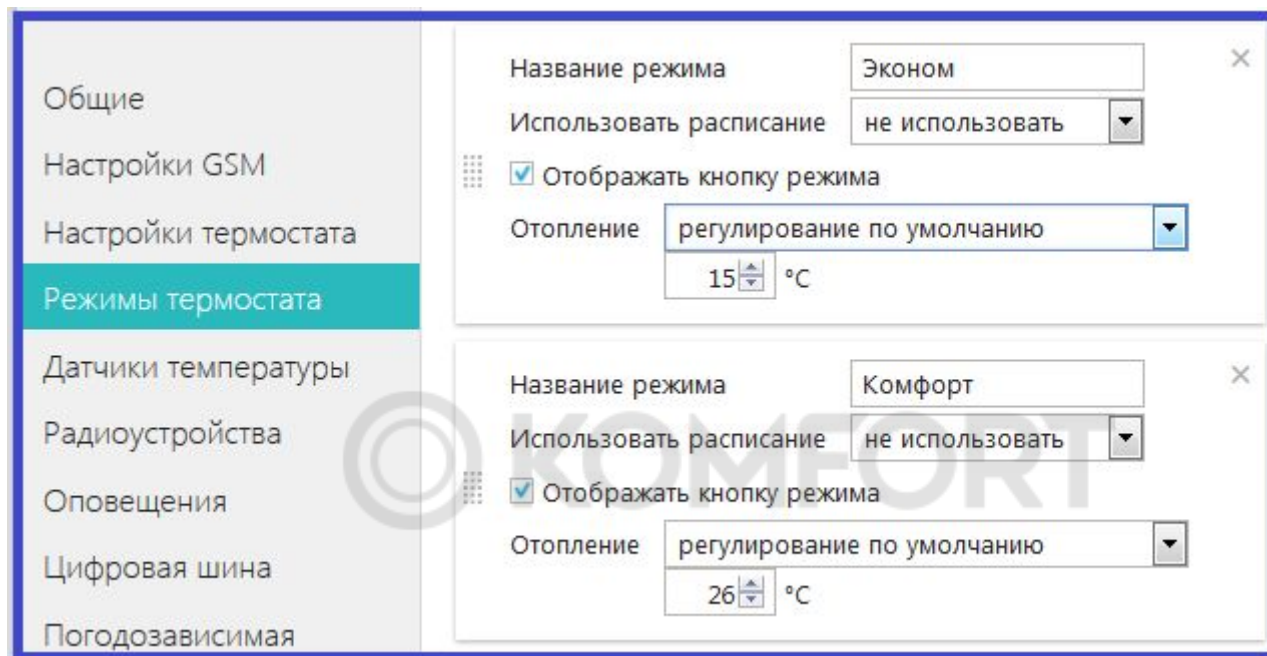 Общие
Настройки GSM
Настройки термостата
Режимы термостата
Датчики температуры
Радиоустройства
Оповещения
Цифровая шина
Погодозависимая
Название режима Эконом
Использовать расписание не использовать
Отображать кнопку режима
Отопление регулирование по умолчанию
15 °C
Название режима Комфорт
Использовать расписание не использовать
Отображать кнопку режима
Отопление регулирование по умолчанию
26 °C
KOMFORT